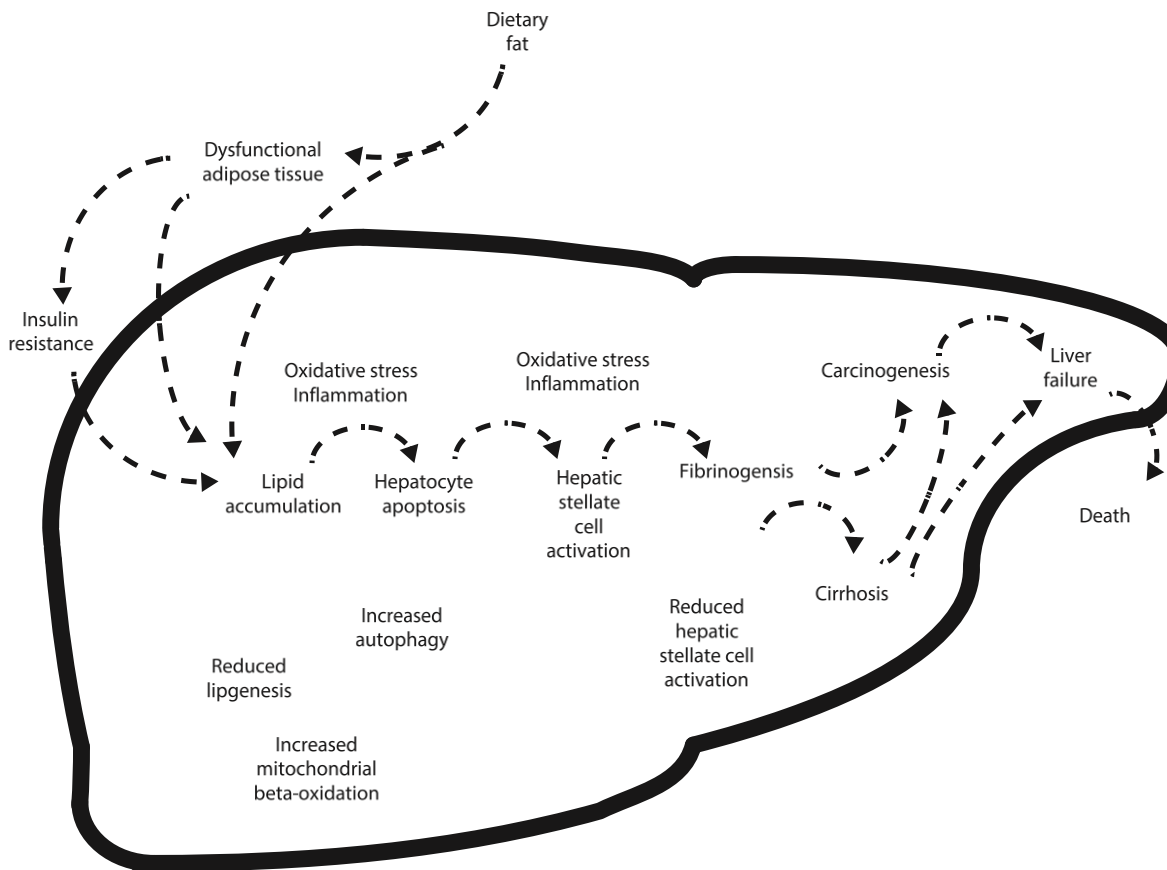 Dietary
fat
Dysfunctional
adipose tissue
Insulin
resistance
Oxidative stress
Inflammation
Oxidative stress
Inflammation
Carcinogenesis
Liver
failure
Lipid
accumulation
Hepatocyte
apoptosis
Hepatic
stellate
cell
activation
Fibrinogensis
Death
Cirrhosis
Increased
autophagy
Reduced
hepatic
stellate cell
activation
Reduced
lipgenesis
Increased
mitochondrial
beta-oxidation